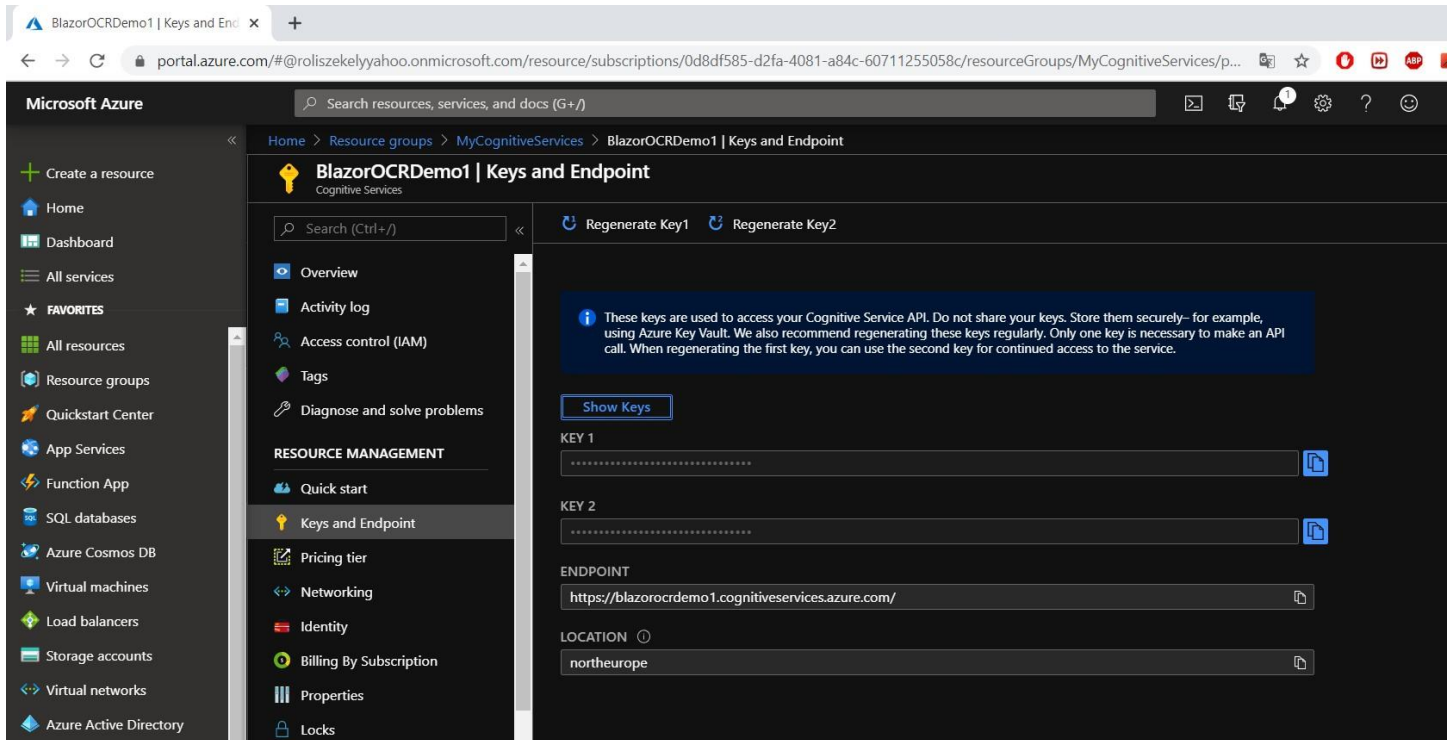 BlazorOCRDemo1 | Keys and End
portal.azure.com/#@roliszekelyyahoo.onmicrosoft.com/resource/subscriptions/0d8df585-d2fa-4081-a84c-60711255058c/resourceGroups/MyCognitiveServices/p...
ABP
Microsoft Azure
Search resources, services, and docs (G+/)
1
Home > Resource groups > MyCognitiveServices > BlazorOCRDemo1 | Keys and Endpoint
BlazorOCRDemo1 | Keys and Endpoint
Cognitive Services
Create a resource
Home
Dashboard
All services
FAVORITES
All resources
Resource groups
Quickstart Center
App Services
Function App
SQL databases
Azure Cosmos DB
Virtual machines
Load balancers
Storage accounts
Virtual networks
Azure Active Directory
Search (Ctrl+/)
Overview
Activity log
Access control (IAM)
Tags
Diagnose and solve problems
RESOURCE MANAGEMENT
Quick start
Keys and Endpoint
Pricing tier
Networking
Identity
Billing By Subscription
Properties
Locks
Regenerate Key1 Regenerate Key2
These keys are used to access your Cognitive Service API. Do not share your keys. Store them securely– for example,
using Azure Key Vault. We also recommend regenerating these keys regularly. Only one key is necessary to make an API
call. When regenerating the first key, you can use the second key for continued access to the service.
Show Keys
KEY 1
KEY 2
ENDPOINT
https://blazorocrdemo1.cognitiveservices.azure.com/
LOCATION
northeurope